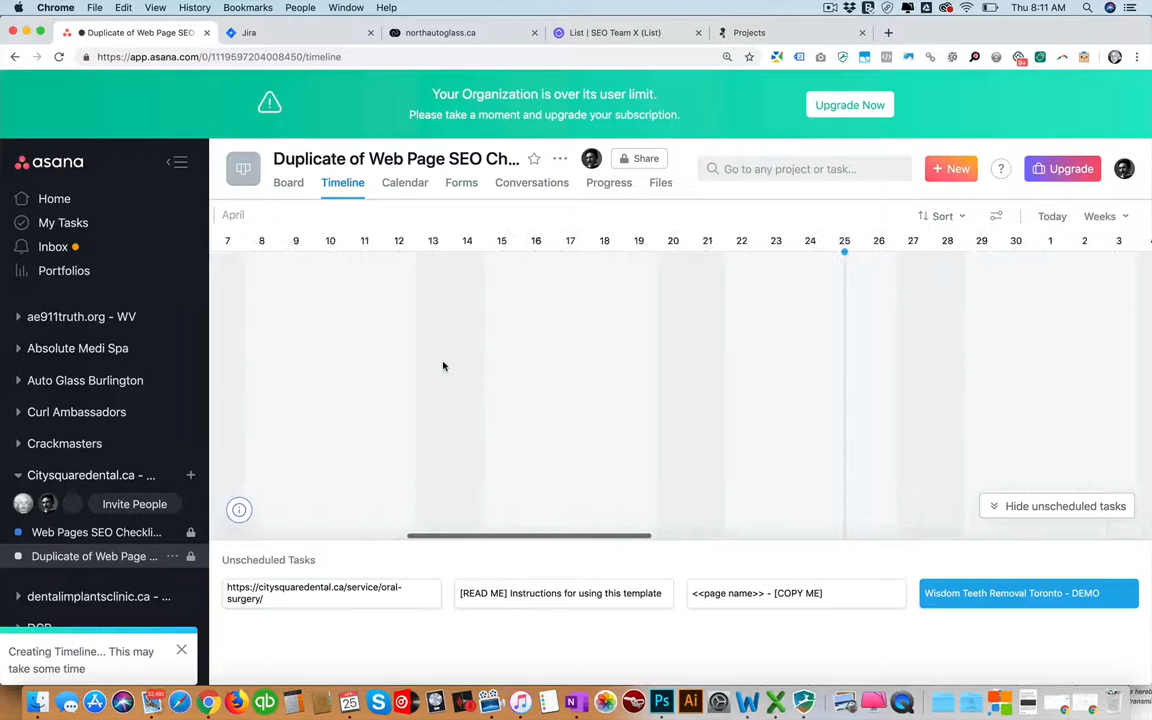 Chrome File Edit View History Bookmarks People Window Help Thu 8:11 AM
Duplicate of Web Page SEO Jira northautoglass.ca List | SEO Team X (List) Projects
https://app.asana.com/0/1119597204008450/timeline
Your Organization is over its user limit.
Please take a moment and upgrade your subscription.
Upgrade Now
asana
Duplicate of Web Page SEO Ch... Share
Go to any project or task...
+ New
?
Upgrade
Board Timeline Calendar Forms Conversations Progress Files
Home
My Tasks
Inbox
Portfolios
April
Sort Today Weeks
7 8 9 10 11 12 13 14 15 16 17 18 19 20 21 22 23 24 25 26 27 28 29 30 1 2 3
ae911truth.org - WV
Absolute Medi Spa
Auto Glass Burlington
Curl Ambassadors
Crackmasters
Citysquaredental.ca - ... +
Invite People
Web Pages SEO Checkli...
Duplicate of Web Page ... ...
dentalimplantsclinic.ca - ...
Hide unscheduled tasks
Unscheduled Tasks
https://citysquaredental.ca/service/oral-
surgery/
[READ ME] Instructions for using this template
<<page name>> - [COPY ME]
Wisdom Teeth Removal Toronto - DEMO
Creating Timeline... This may
take some time